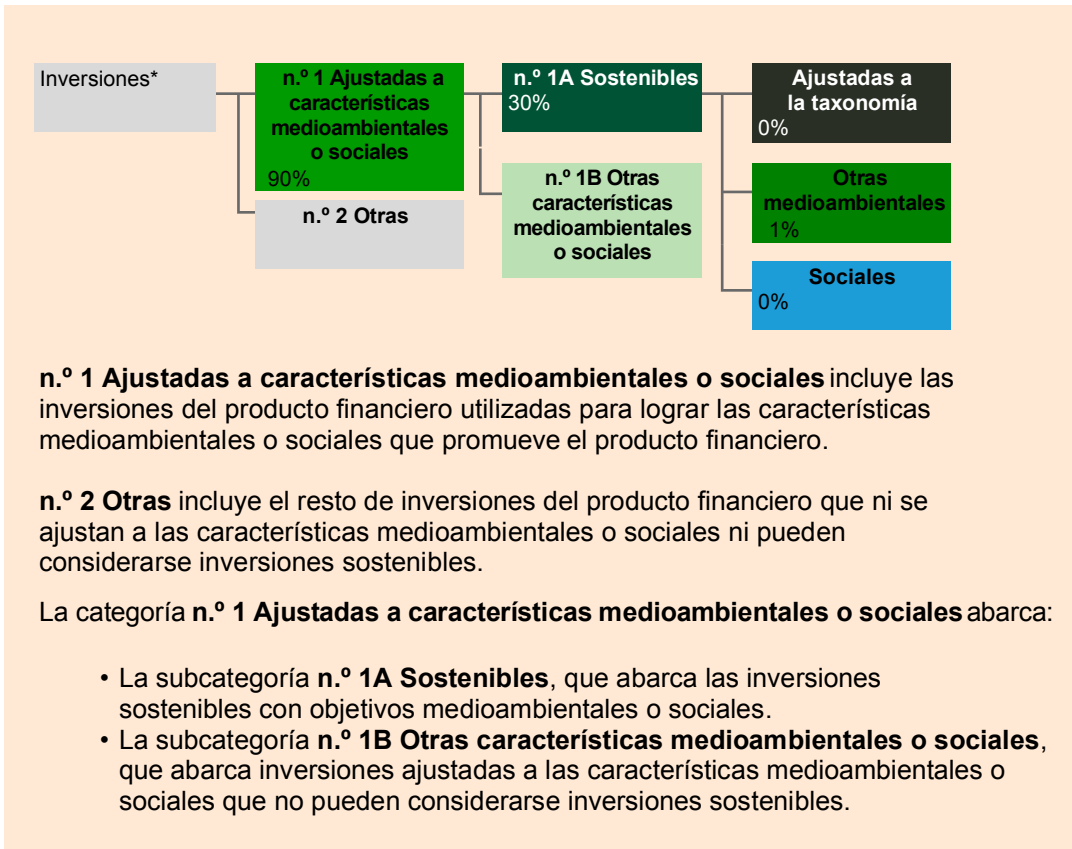 Inversiones*
n.º 1 Ajustadas a
características
medioambientales
o sociales
90%
n.º 2 Otras
n.º 1A Sostenibles
30%
n.º 1B Otras
características
medioambientales
o sociales
Ajustadas a
la taxonomía
0%
Otras
medioambientales
1%
Sociales
0%
n.º 1 Ajustadas a características medioambientales o sociales incluye las
inversiones del producto financiero utilizadas para lograr las características
medioambientales o sociales que promueve el producto financiero.
n.º 2 Otras incluye el resto de inversiones del producto financiero que ni se
ajustan a las características medioambientales o sociales ni pueden
considerarse inversiones sostenibles.
La categoría n.º 1 Ajustadas a características medioambientales o sociales abarca:
• La subcategoría n.º 1A Sostenibles, que abarca las inversiones
sostenibles con objetivos medioambientales o sociales.
• La subcategoría n.º 1B Otras características medioambientales o sociales,
que abarca inversiones ajustadas a las características medioambientales o
sociales que no pueden considerarse inversiones sostenibles.